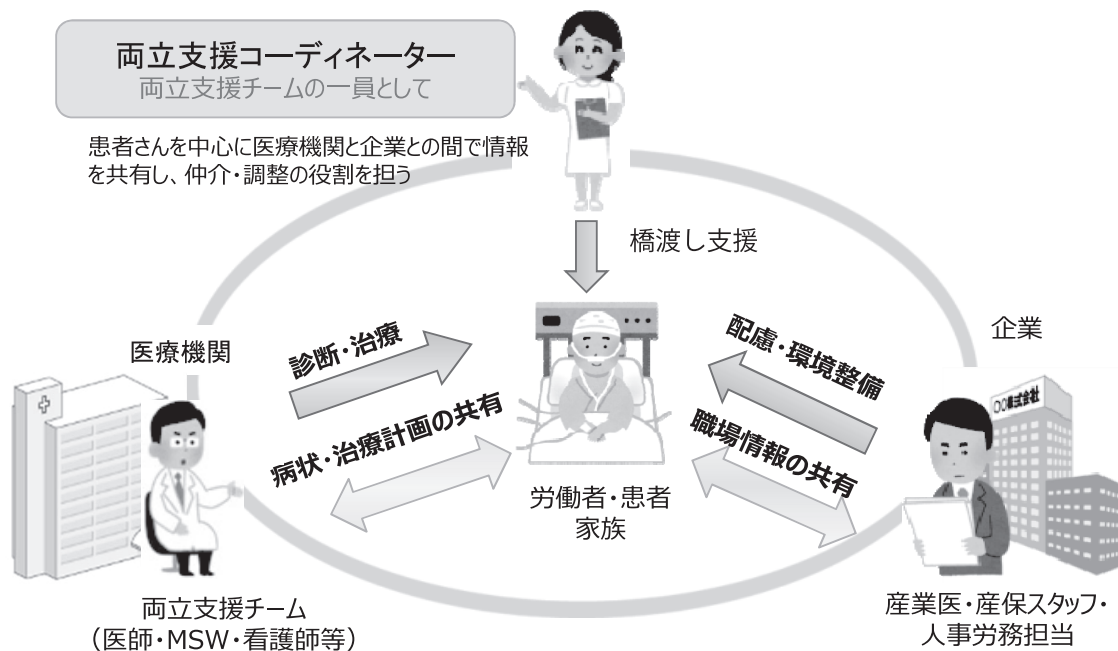 両立支援コーディネーター
両立支援チームの一員として
患者さんを中心に医療機関と企業との間で情報
を共有し、仲介・調整の役割を担う
橋渡し支援
医療機関
診断・治療
病状・治療計画の共有
配慮・環境整備
職場情報の共有
企業
〇〇株式会社
労働者・患者
家族
両立支援チーム
（医師・MSW・看護師等）
産業医・産保スタッフ・
人事労務担当